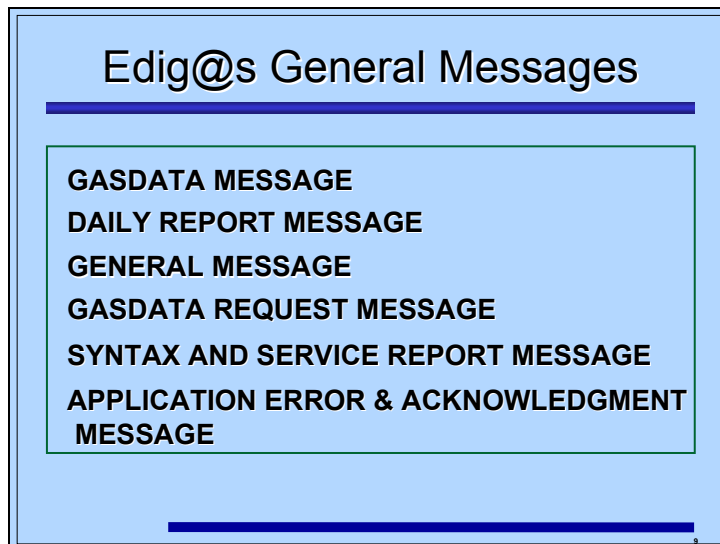 Edig@s General Messages
GASDATA MESSAGE
DAILY REPORT MESSAGE
GENERAL MESSAGE
GASDATA REQUEST MESSAGE
SYNTAX AND SERVICE REPORT MESSAGE
APPLICATION ERROR & ACKNOWLEDGMENT
MESSAGE
9